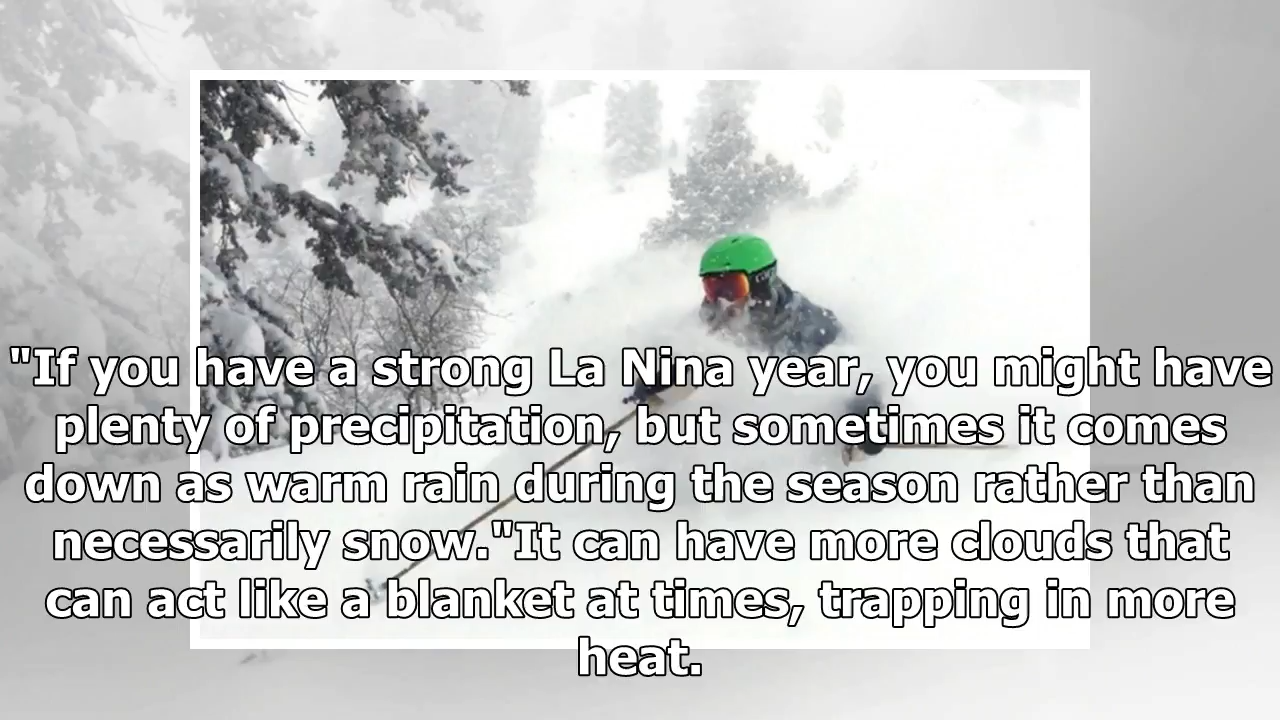 "If you have a strong La Nina year, you might have
plenty of precipitation, but sometimes it comes
down as warm rain during the season rather than
necessarily snow."It can have more clouds that
can act like a blanket at times, trapping in more
heat.